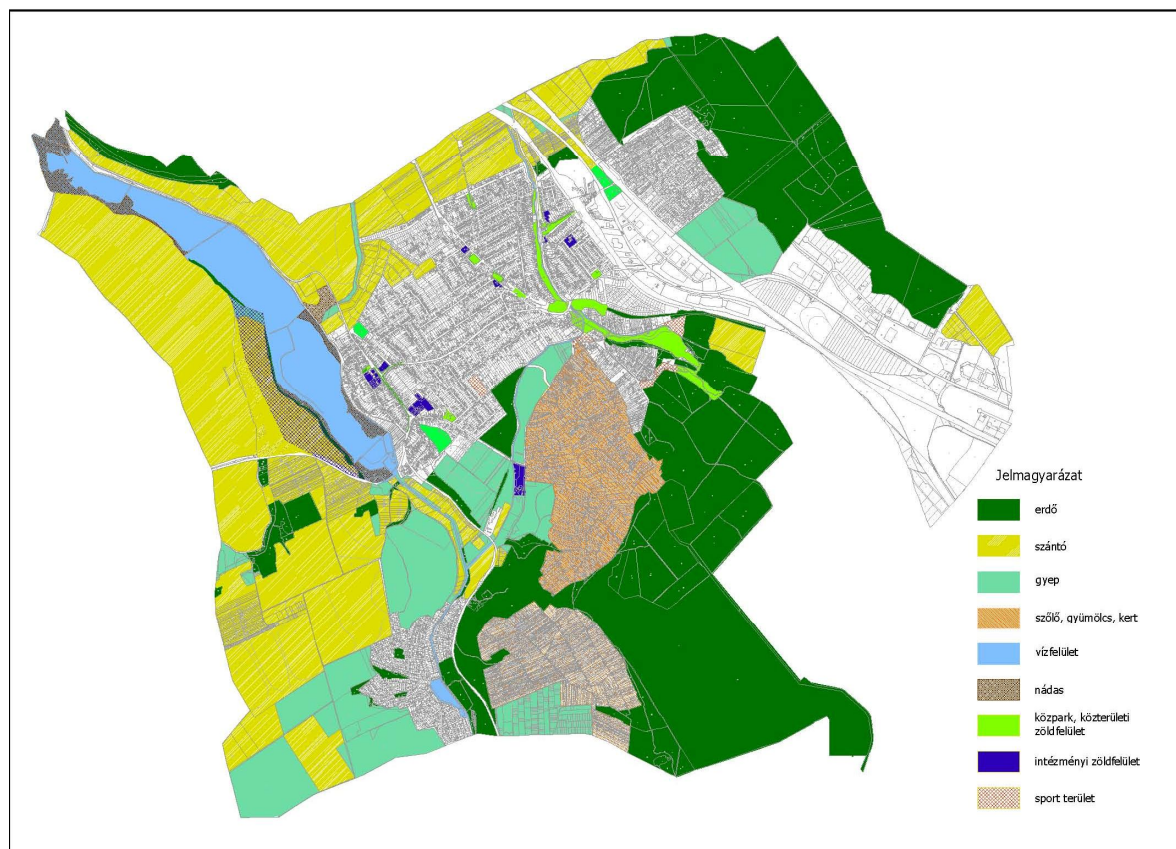 Jelmagyarázat
erdő
szántó
gyep
szőlő, gyümölcs, kert
vízfelület
nádas
közpark, közterületi
zöldfelület
intézményi zöldfelület
sport terület